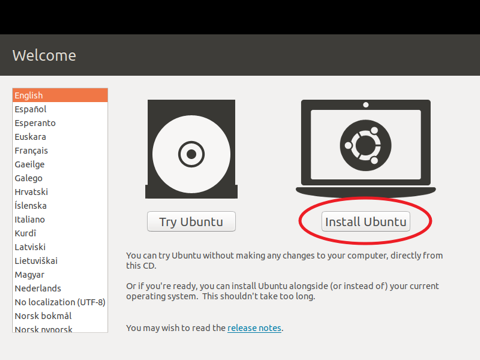 Welcome
English
Español
Esperanto
Euskara
Français
Gaeilge
Galego
Hrvatski
Íslenska
Italiano
Kurdî
Latviski
Lietuviškai
Magyar
Nederlands
No localization (UTF-8)
Norsk bokmål
Norsk nynorsk
Try Ubuntu
Install Ubuntu
You can try Ubuntu without making any changes to your computer, directly from
this CD.
Or if you're ready, you can install Ubuntu alongside (or instead of) your current
operating system. This shouldn't take too long.
You may wish to read the release notes.